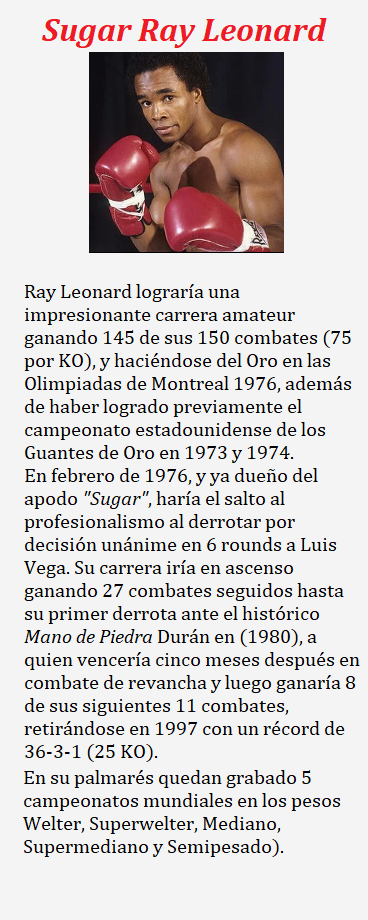 Sugar Ray Leonard
Ray Leonard lograría una
impresionante carrera amateur
ganando 145 de sus 150 combates (75
por KO), y haciéndose del Oro en las
Olimpiadas de Montreal 1976, además
de haber logrado previamente el
campeonato estadounidense de los
Guantes de Oro en 1973 y 1974.
En febrero de 1976, y ya dueño del
apodo "Sugar", haría el salto al
profesionalismo al derrotar por
decisión unánime en 6 rounds a Luis
Vega. Su carrera iría en ascenso
ganando 27 combates seguidos hasta
su primer derrota ante el histórico
Mano de Piedra Durán en (1980), a
quien vencería cinco meses después en
combate de revancha y luego ganaría 8
de sus siguientes 11 combates,
retirándose en 1997 con un récord de
36-3-1 (25 KO).
En su palmarés quedan grabado 5
campeonatos mundiales en los pesos
Welter, Superwelter, Mediano,
Supermediano y Semipesado).